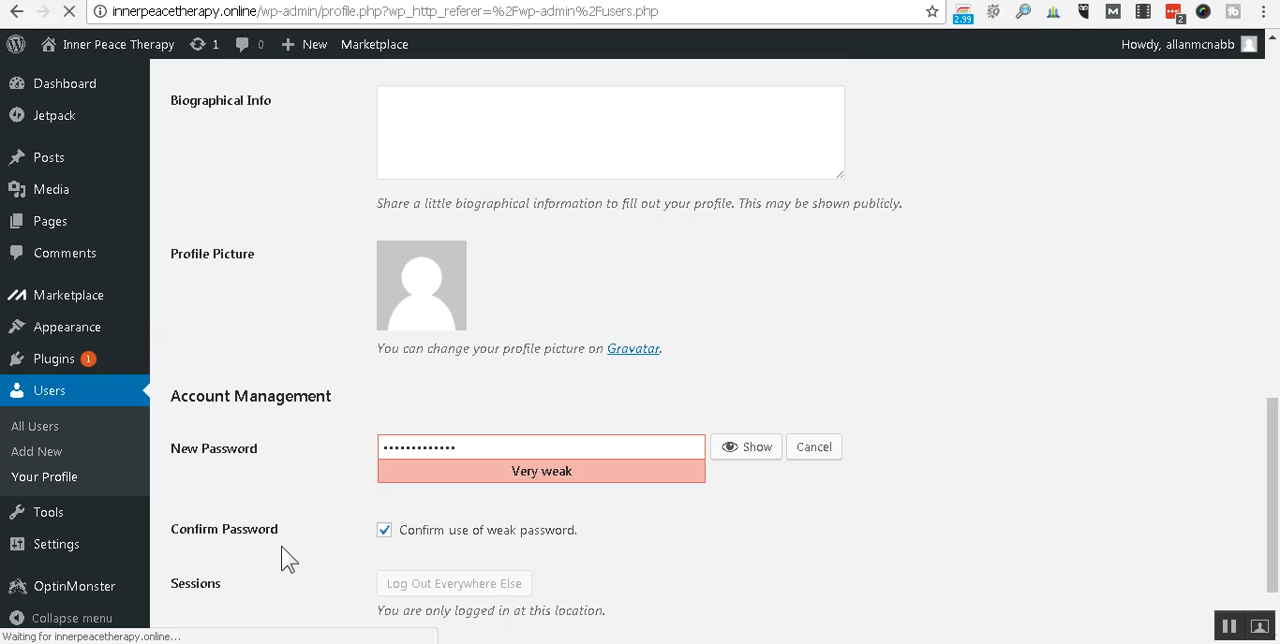 innerpeacetherapy.online/wp-admin/profile.php?wp_http_referer=%2Fwp-admin%2Fusers.php
2.99
M
2
Inner Peace Therapy 1 0 New Marketplace Howdy, allanmcnabb
Dashboard
Jetpack
Posts
Media
Pages
Comments
Marketplace
Appearance
Plugins 1
Users
All Users
Add New
Your Profile
Tools
Settings
OptinMonster
Collapse menu
Biographical Info
Share a little biographical information to fill out your profile. This may be shown publicly.
Profile Picture
You can change your profile picture on Gravatar.
Account Management
New Password ············· Show Cancel
Very weak
Confirm Password Confirm use of weak password.
Sessions Log Out Everywhere Else
You are only logged in at this location.
Waiting for innerpeacetherapy.online...